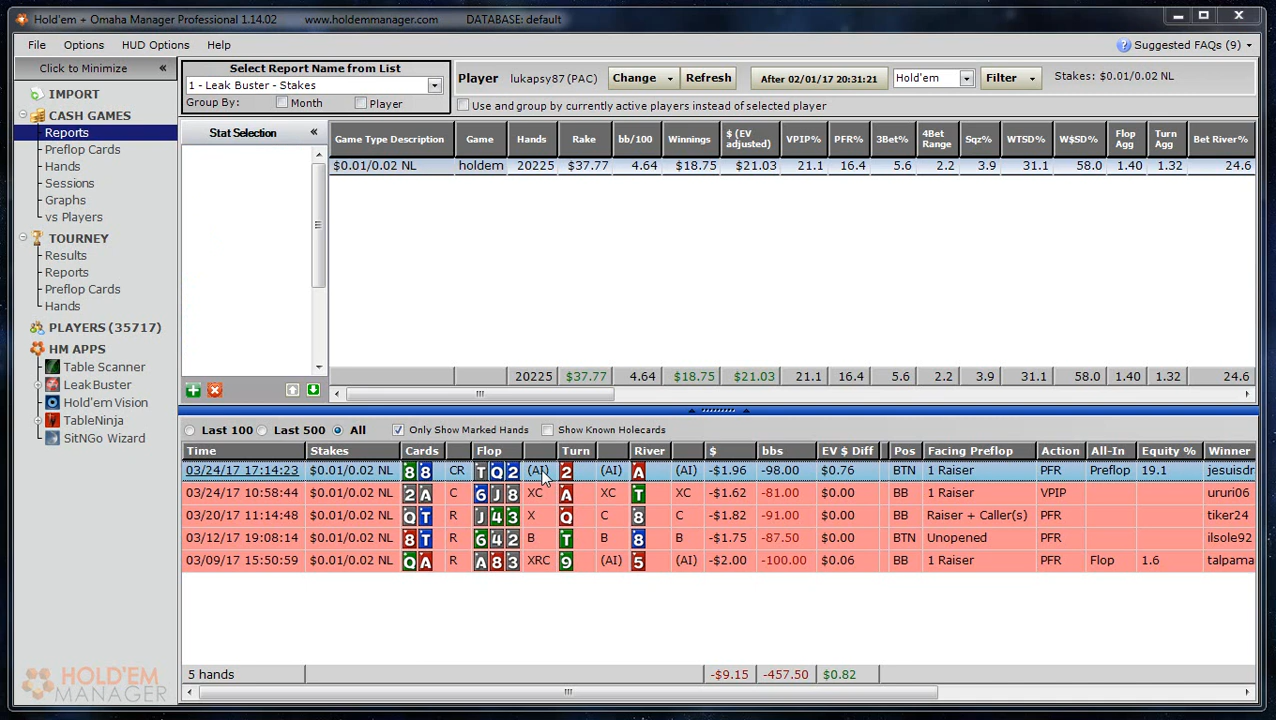 Hold'em + Omaha Manager Professional 1.14.02 www.holdemmanager.com DATABASE: default
File Options HUD Options Help Suggested FAQs (9)
Click to Minimize «
IMPORT
CASH GAMES
Reports
Preflop Cards
Hands
Sessions
Graphs
vs Players
TOURNEY
Results
Reports
Preflop Cards
Hands
PLAYERS (35717)
HM APPS
Table Scanner
LeakBuster
Hold'em Vision
TableNinja
SitNGo Wizard
HOLD'EM
MANAGER
Select Report Name from List
1 - Leak Buster - Stakes
Group By: Month Player
Player lukapsy87 (PAC) Change Refresh After 02/01/17 20:31:21 Hold'em Filter Stakes: $0.01/0.02 NL
Use and group by currently active players instead of selected player
Stat Selection «
Game Type Description Game Hands Rake bb/100 Winnings $ (EV adjusted) VPIP% PFR% 3Bet% 4Bet Range Sqz% WTSD% W$SD% Flop Agg Turn Agg Bet River%
$0.01/0.02 NL holdem 20225 $37.77 4.64 $18.75 $21.03 21.1 16.4 5.6 2.2 3.9 31.1 58.0 1.40 1.32 24.6
20225 $37.77 4.64 $18.75 $21.03 21.1 16.4 5.6 2.2 3.9 31.1 58.0 1.40 1.32 24.6
Last 100 Last 500 All Only Show Marked Hands Show Known Holecards
Time Stakes Cards Flop Turn River $ bbs EV $ Diff Pos Facing Preflop Action All-In Equity % Winner
03/24/17 17:14:23 $0.01/0.02 NL 8 8 CR T Q 2 (AI) 2 (AI) A (AI) -$1.96 -98.00 $0.76 BTN 1 Raiser PFR Preflop 19.1 jesuisdr
03/24/17 10:58:44 $0.01/0.02 NL 2 A C 6 J 8 XC A XC T XC -$1.62 -81.00 $0.00 BB 1 Raiser VPIP ururi06
03/20/17 11:14:48 $0.01/0.02 NL Q T R J 4 3 X Q C 8 C -$1.82 -91.00 $0.00 BB Raiser + Caller(s) PFR tiker24
03/12/17 19:08:14 $0.01/0.02 NL 8 T R 6 4 2 B T B 8 B -$1.75 -87.50 $0.00 BTN Unopened PFR ilsole92
03/09/17 15:50:59 $0.01/0.02 NL Q A R A 8 3 XRC 9 (AI) 5 (AI) -$2.00 -100.00 $0.06 BB 1 Raiser PFR Flop 1.6 talpama
5 hands -$9.15 -457.50 $0.82